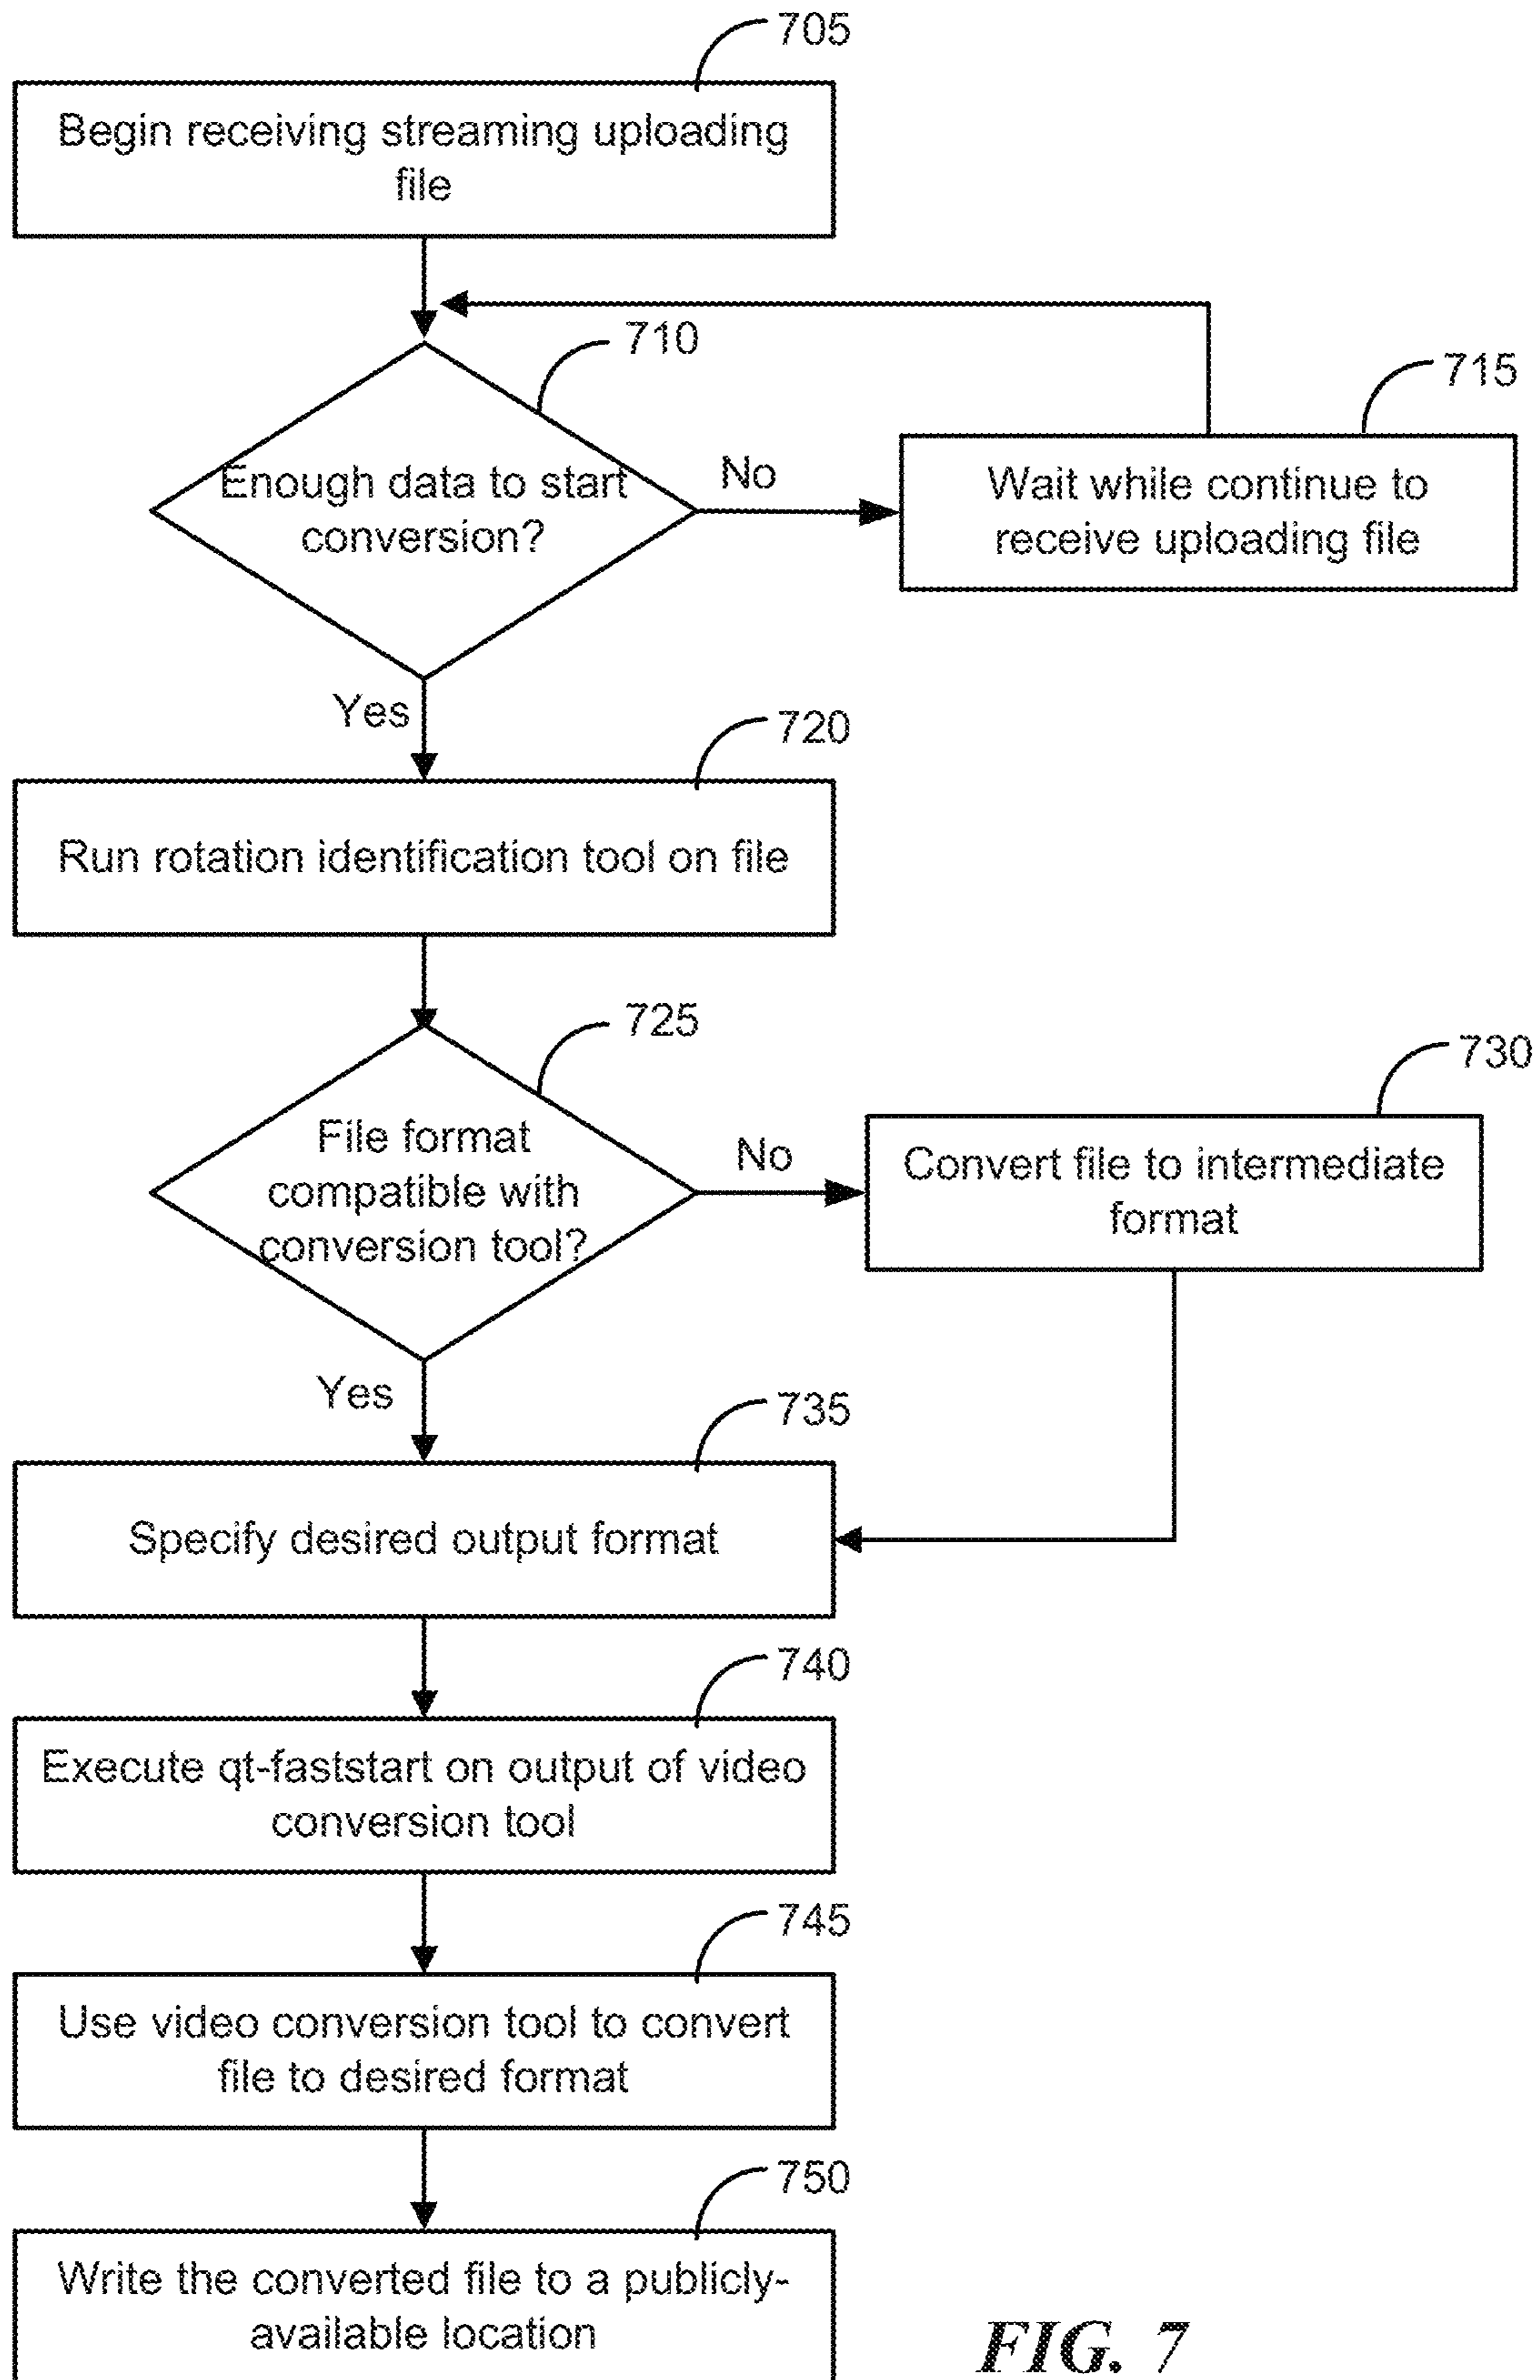 705
Begin receiving streaming uploading
file
710
Enough data to start
conversion?
No
715
Wait while continue to
receive uploading file
Yes
720
Run rotation identification tool on file
725
File format
compatible with
conversion tool?
No
730
Convert file to intermediate
format
Yes
735
Specify desired output format
740
Execute qt-faststart on output of video
conversion tool
745
Use video conversion tool to convert
file to desired format
750
Write the converted file to a publicly-
available location
FIG. 7